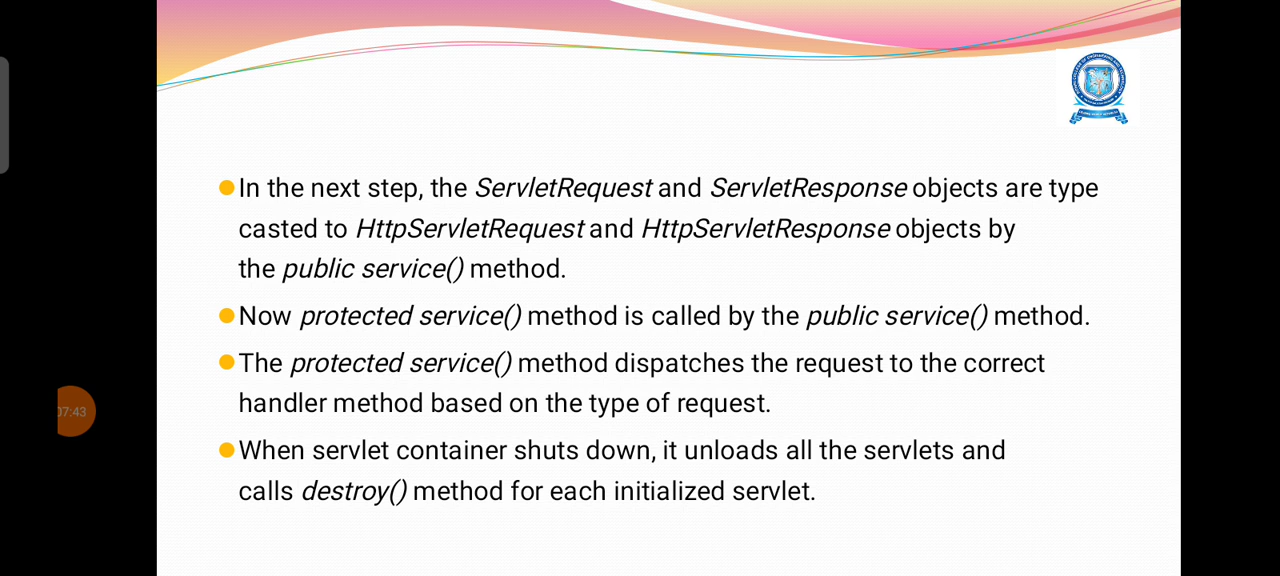 In the next step, the ServletRequest and ServletResponse objects are type
casted to HttpServletRequest and HttpServletResponse objects by
the public service() method.
Now protected service() method is called by the public service() method.
The protected service() method dispatches the request to the correct
handler method based on the type of request.
When servlet container shuts down, it unloads all the servlets and
calls destroy() method for each initialized servlet.
07:43